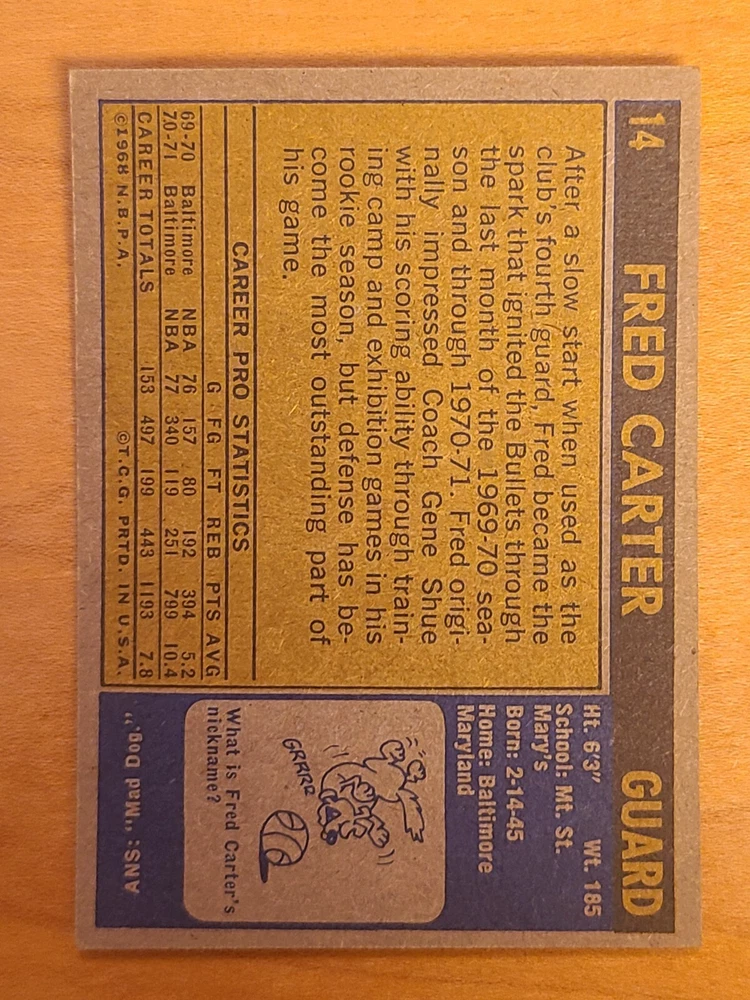 14 FRED CARTER GUARD
After a slow start when used as the
club's fourth guard, Fred became the
spark that ignited the Bullets through
the last month of the 1969-70 sea-
son and through 1970-71. Fred origi-
nally impressed Coach Gene Shue
with his scoring ability through train-
ing camp and exhibition games in his
rookie season, but defense has be-
come the most outstanding part of
his game.
CAREER PRO STATISTICS
G FG FT REB PTS AVG
69-70 Baltimore NBA 76 157 80 192 394 5.2
70-71 Baltimore NBA 77 340 119 251 799 10.4
CAREER TOTALS 153 497 199 443 1193 7.8
©1968 N.B.P.A. ©T.C.G. PRTD. IN U.S.A.
Ht. 6'3" Wt. 185
School: Mt. St.
Mary's
Born: 2-14-45
Home: Baltimore
Maryland
GRRRR
What is Fred Carter's
nickname?
ANS: "Mad Dog."